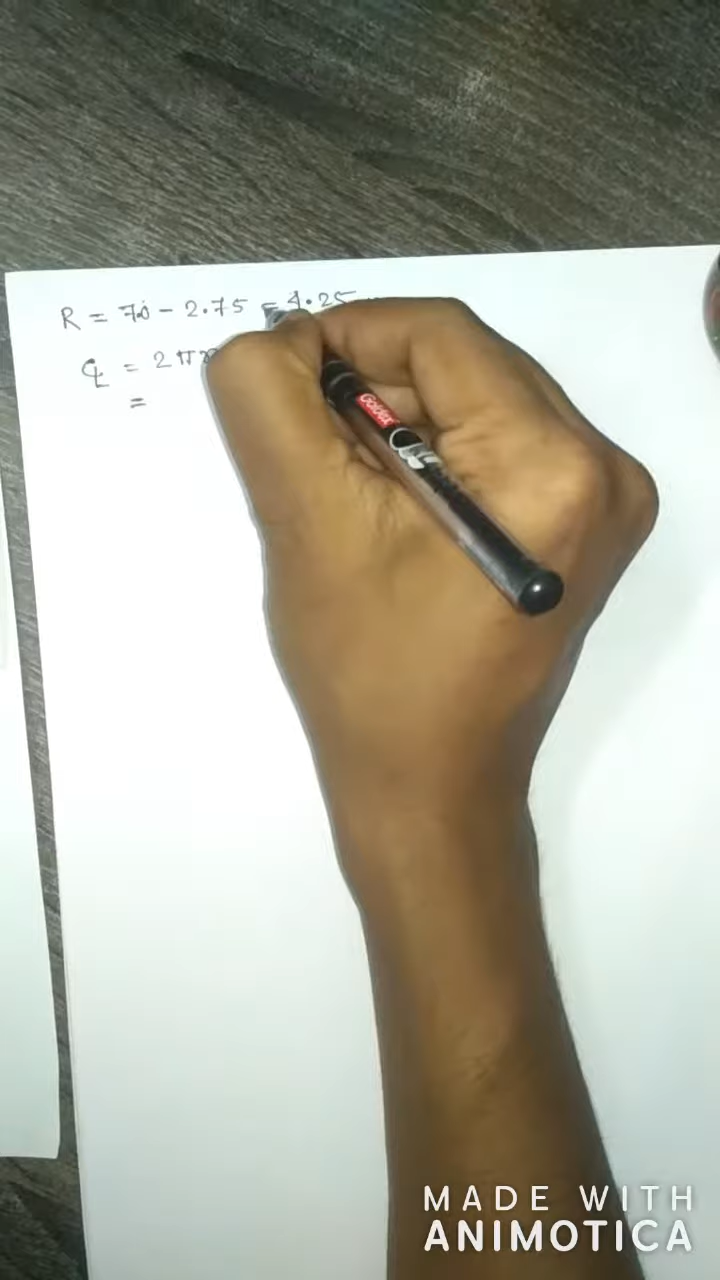 R = 7.0 - 2.75 = 4.25
= 2π
=
Goldex
MADE WITH
ANIMOTICA